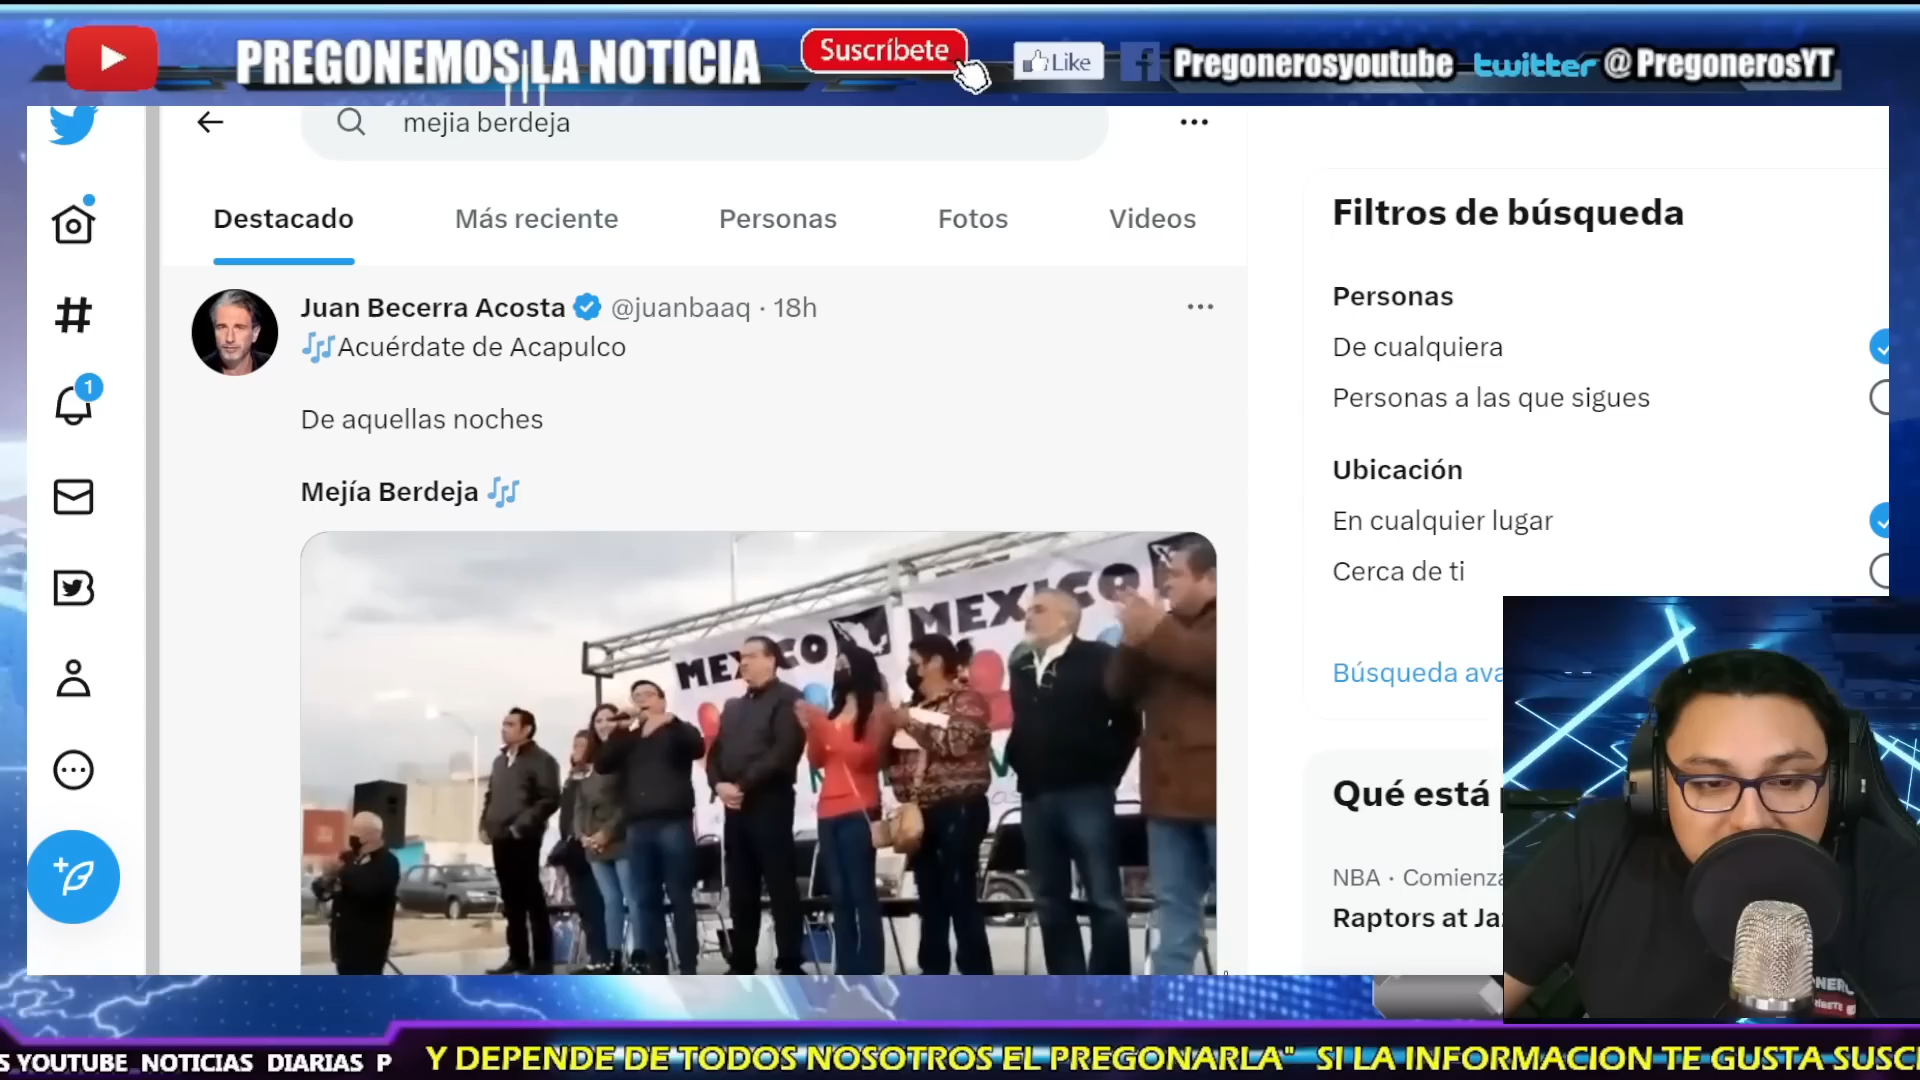 PREGONEMOS LA NOTICIA
Suscríbete
Like
Pregonerosyoutube
twitter @PregonerosYT
mejia berdeja
Destacado
Más reciente
Personas
Fotos
Videos
Juan Becerra Acosta @juanbaaq · 18h
🎶Acuérdate de Acapulco
De aquellas noches
Mejía Berdeja 🎶
MEXICO MEXICO
1
Filtros de búsqueda
Personas
De cualquiera
Personas a las que sigues
Ubicación
En cualquier lugar
Cerca de ti
Búsqueda ava
Qué está
NBA · Comienza
Raptors at Ja
S YOUTUBE NOTICIAS DIARIAS P
Y DEPENDE DE TODOS NOSOTROS EL PREGONARLA" SI LA INFORMACION TE GUSTA SUSC